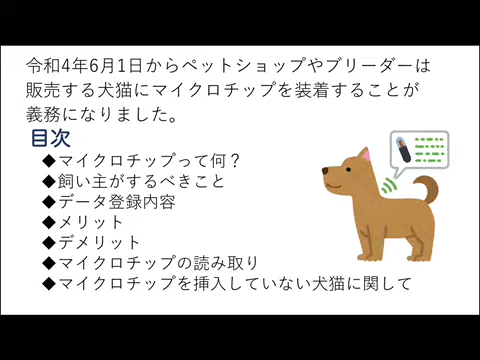 令和4年6月1日からペットショップやブリーダーは
販売する犬猫にマイクロチップを装着することが
義務になりました。
目次
◆マイクロチップって何？
◆飼い主がするべきこと
◆データ登録内容
◆メリット
◆デメリット
◆マイクロチップの読み取り
◆マイクロチップを挿入していない犬猫に関して